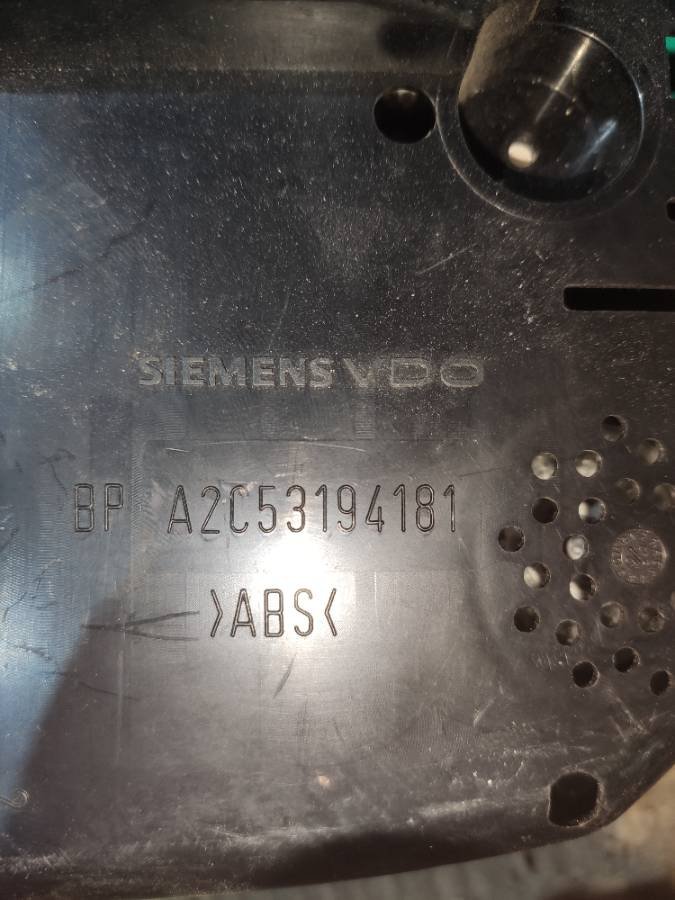 SIEMENS VDO
BP A2C53194181
>ABS<